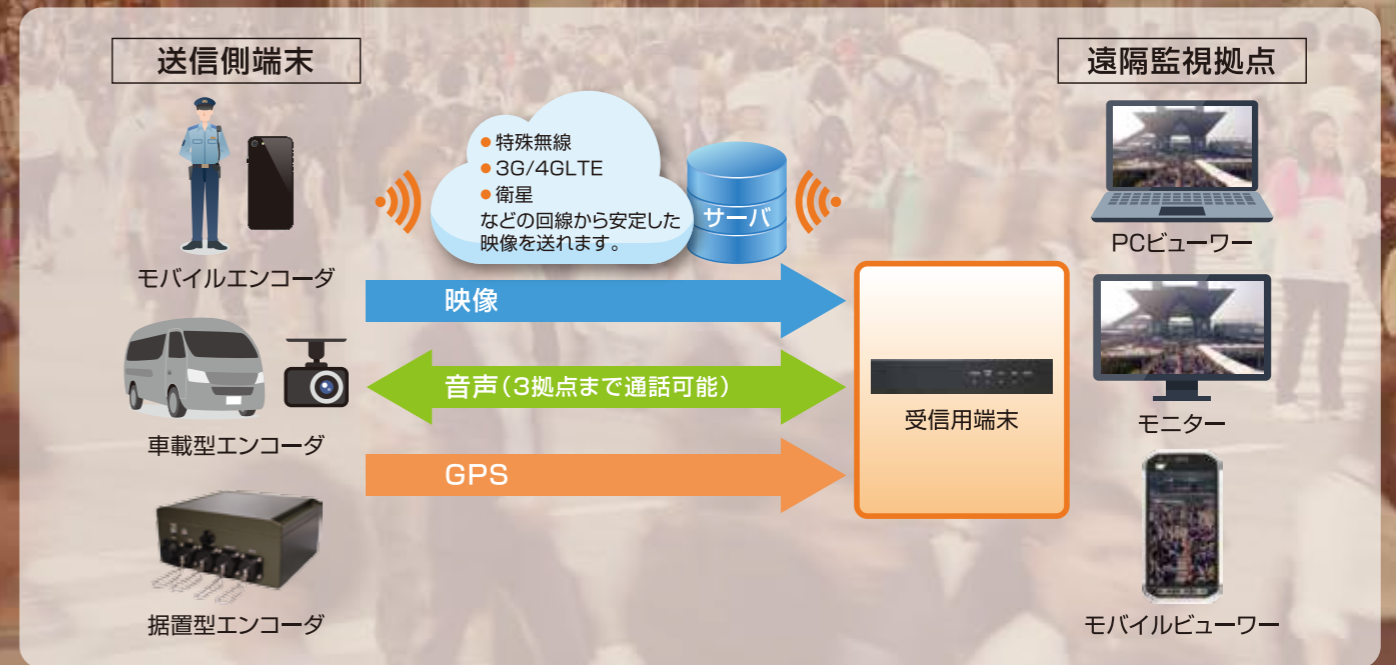 送信側端末
遠隔監視拠点
●特殊無線
●3G/4GLTE
●衛星
などの回線から安定した
映像を送れます。
サーバ
モバイルエンコーダ
PCビューワー
映像
音声(3拠点まで通話可能)
GPS
受信用端末
車載型エンコーダ
モニター
据置型エンコーダ
モバイルビューワー